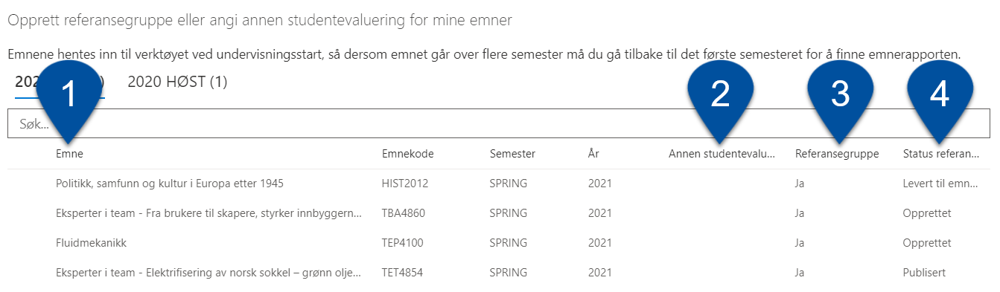 Opprett referansegruppe eller angi annen studentevaluering for mine emner
Emnene hentes inn til verktøyet ved undervisningsstart, så dersom emnet går over flere semester må du gå tilbake til det første semesteret for å finne emnerapporten.
2020 HØST (1)
1 2 3 4
Søk...
Emne Emnekode Semester År Annen studentevalu... Referansegruppe Status referan...
Politikk, samfunn og kultur i Europa etter 1945 HIST2012 SPRING 2021 Ja Levert til emn...
Eksperter i team - Fra brukere til skapere, styrker innbyggern... TBA4860 SPRING 2021 Ja Opprettet
Fluidmekanikk TEP4100 SPRING 2021 Ja Opprettet
Eksperter i team - Elektrifisering av norsk sokkel – grønn olje... TET4854 SPRING 2021 Ja Publisert